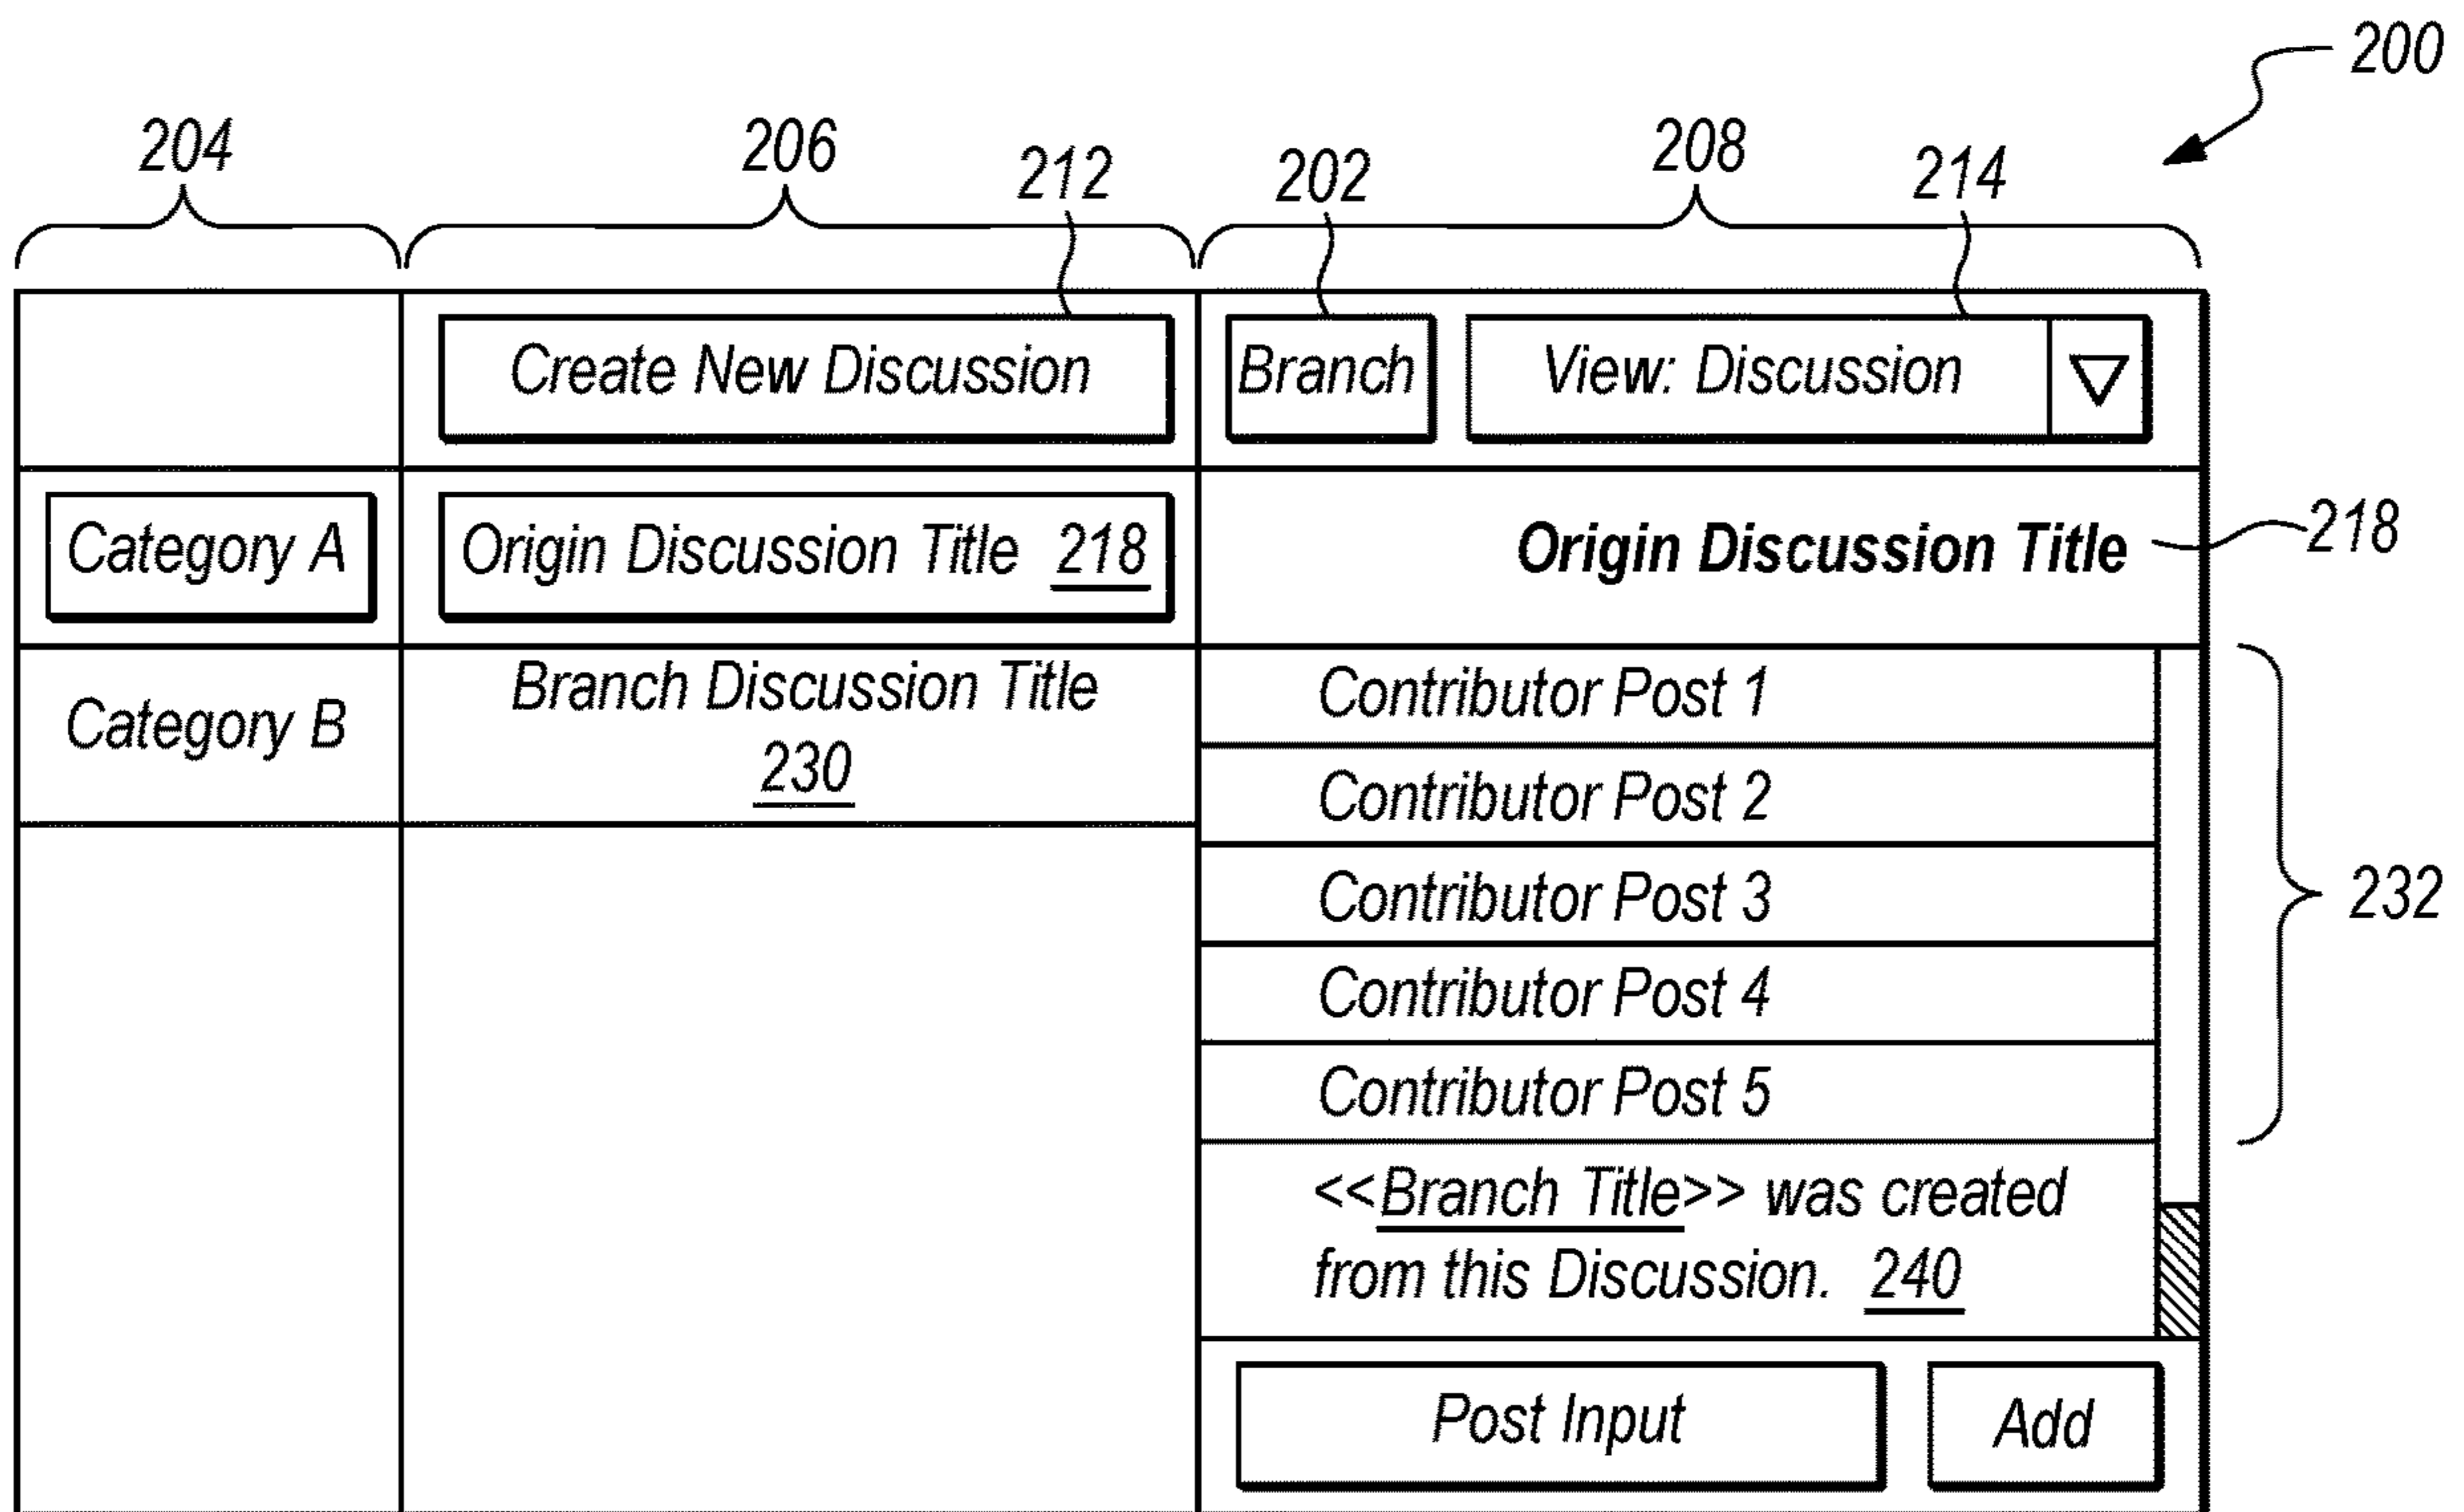 200
204
206
212
202
208
214
Create New Discussion
Branch
View: Discussion
Category A
Origin Discussion Title 218
Origin Discussion Title
218
Category B
Branch Discussion Title
230
Contributor Post 1
Contributor Post 2
Contributor Post 3
Contributor Post 4
Contributor Post 5
232
<<Branch Title>> was created
from this Discussion. 240
Post Input
Add